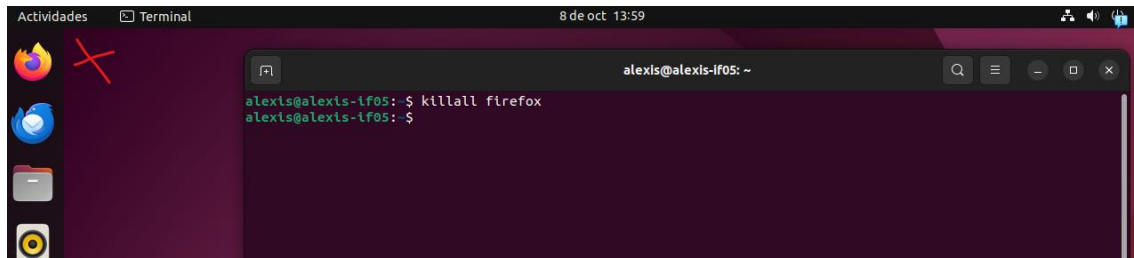 Actividades Terminal 8 de oct 13:59
alexis@alexis-if05: ~
alexis@alexis-if05:~$ killall firefox
alexis@alexis-if05:~$